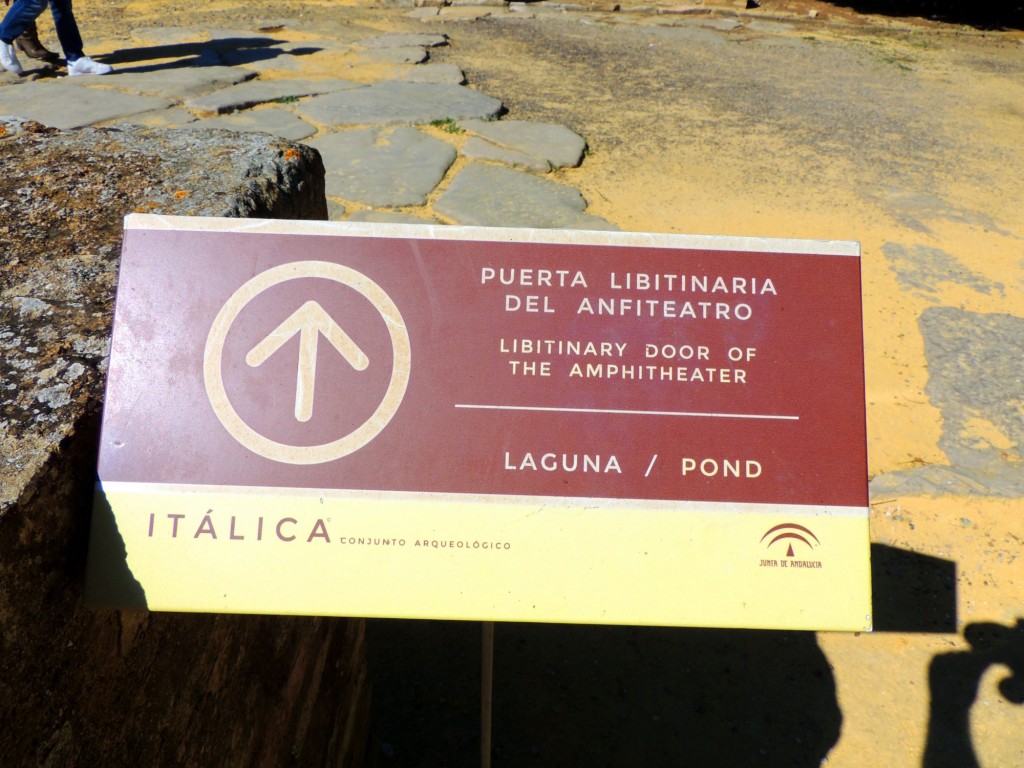 PUERTA LIBITINARIA
DEL ANFITEATRO
LIBITINARY DOOR OF
THE AMPHITHEATER
LAGUNA / POND
ITÁLICA CONJUNTO ARQUEOLÓGICO
JUNTA DE ANDALUCIA